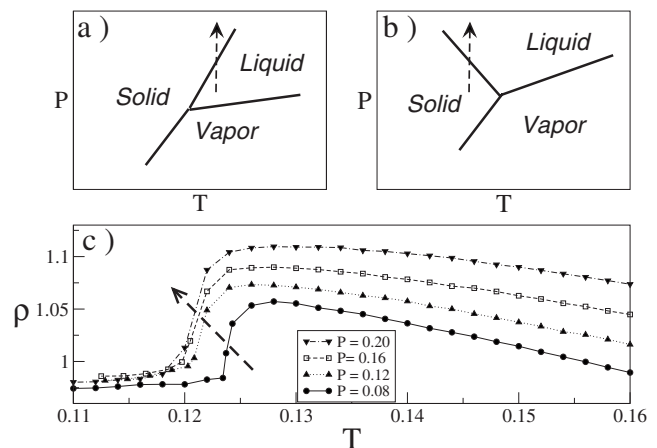 a )
P
Solid
Liquid
Vapor
T
b )
P
Solid
Liquid
Vapor
T
c )
ρ
1.1
1.05
1
P = 0.20
P= 0.16
P = 0.12
P = 0.08
0.11 0.12 0.13 0.14 0.15 0.16
T